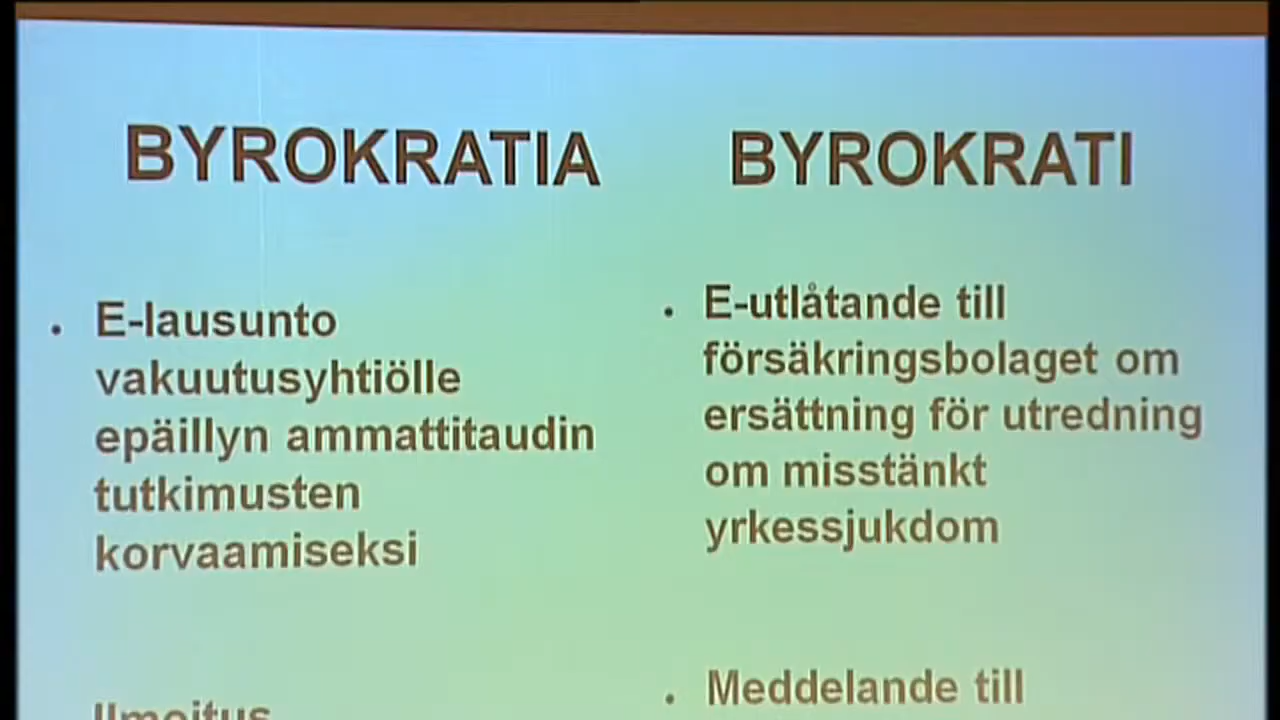 BYROKRATIA
• E-lausunto
vakuutusyhtiölle
epäillyn ammattitaudin
tutkimusten
korvaamiseksi
Ilmoitus
BYROKRATI
• E-utlåtande till
försäkringsbolaget om
ersättning för utredning
om misstänkt
yrkessjukdom
• Meddelande till